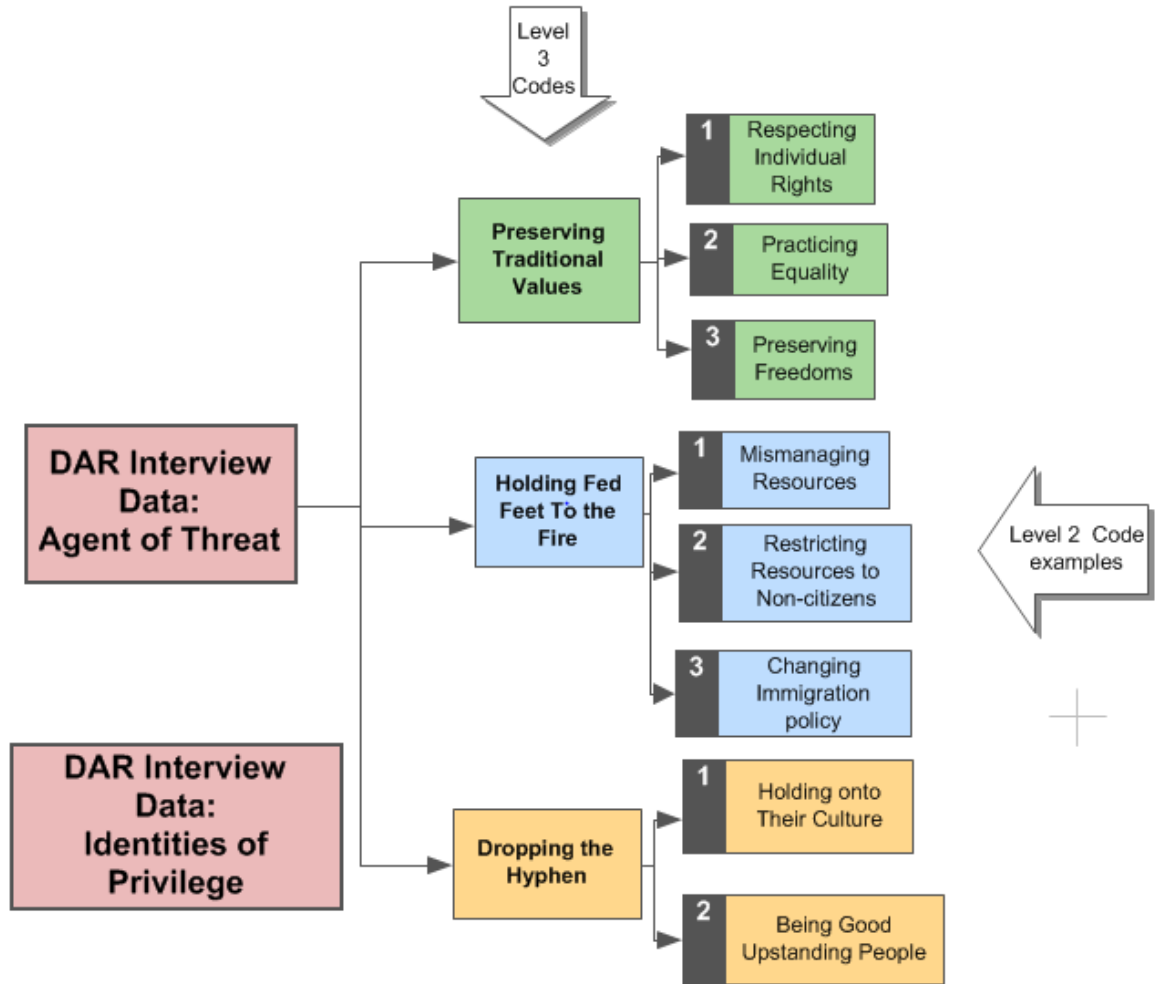 Level
3
Codes
1
Respecting
Individual
Rights
Preserving
Traditional
Values
2
Practicing
Equality
3
Preserving
Freedoms
DAR Interview
Data:
Agent of Threat
Holding Fed
Feet To the
Fire
1
Mismanaging
Resources
2
Restricting
Resources to
Non-citizens
3
Changing
Immigration
policy
Level 2 Code
examples
DAR Interview
Data:
Identities of
Privilege
Dropping the
Hyphen
1
Holding onto
Their Culture
2
Being Good
Upstanding People